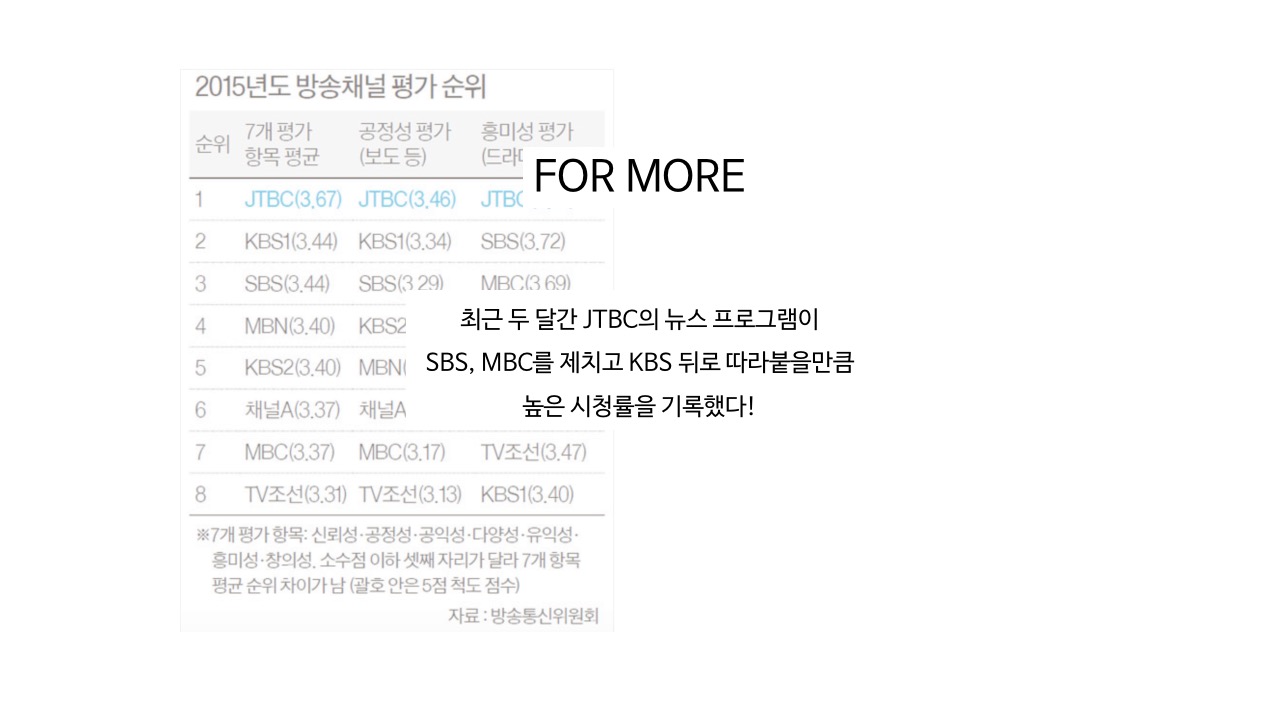 2015년도 방송채널 평가 순위
순위 7개 평가 항목 평균 공정성 평가 (보도 등) 흥미성 평가
FOR MORE
1 JTBC(3.67) JTBC(3.46)
2 KBS1(3.44) KBS1(3.34) SBS(3.72)
3 SBS(3.44) SBS(3.29) MBC(3.69)
4 MBN(3.40) KBS2
5 KBS2(3.40) MBN(
6 채널A(3.37) 채널A
7 MBC(3.37) MBC(3.17) TV조선(3.47)
8 TV조선(3.31) TV조선(3.13) KBS1(3.40)
최근 두 달간 JTBC의 뉴스 프로그램이
SBS, MBC를 제치고 KBS 뒤로 따라붙을만큼
높은 시청률을 기록했다!
※7개 평가 항목: 신뢰성·공정성·공익성·다양성·유익성·
흥미성·창의성. 소수점 이하 셋째 자리가 달라 7개 항목
평균 순위 차이가 남 (괄호 안은 5점 척도 점수)
자료 : 방송통신위원회